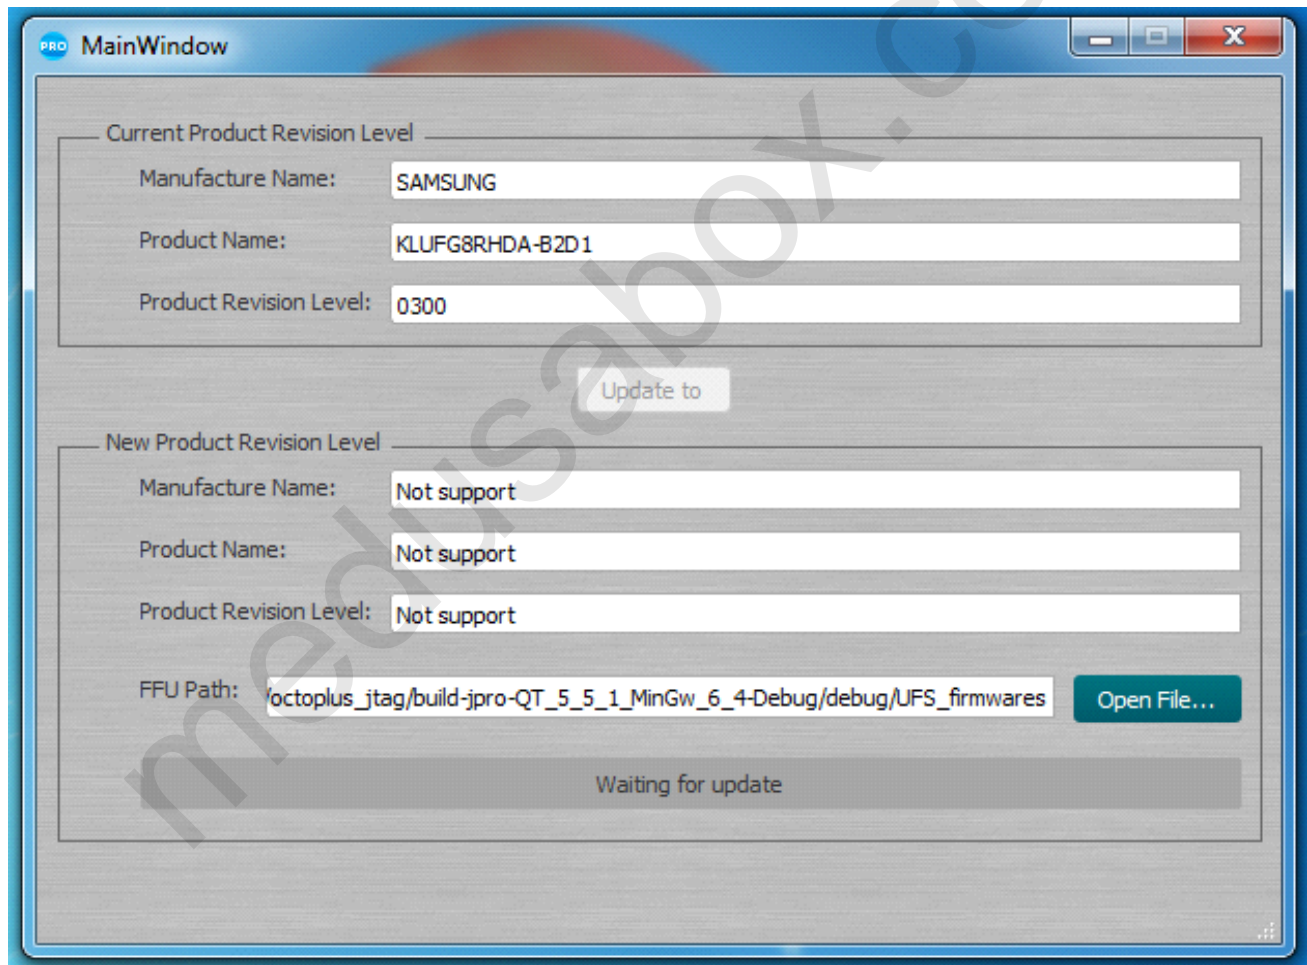 PRO MainWindow
Current Product Revision Level
Manufacture Name: SAMSUNG
Product Name: KLUFG8RHDA-B2D1
Product Revision Level: 0300
Update to
New Product Revision Level
Manufacture Name: Not support
Product Name: Not support
Product Revision Level: Not support
FFU Path: /octoplus_jtag/build-jpro-QT_5_5_1_MinGw_6_4-Debug/debug/UFS_firmwares Open File...
Waiting for update
medusabox.co